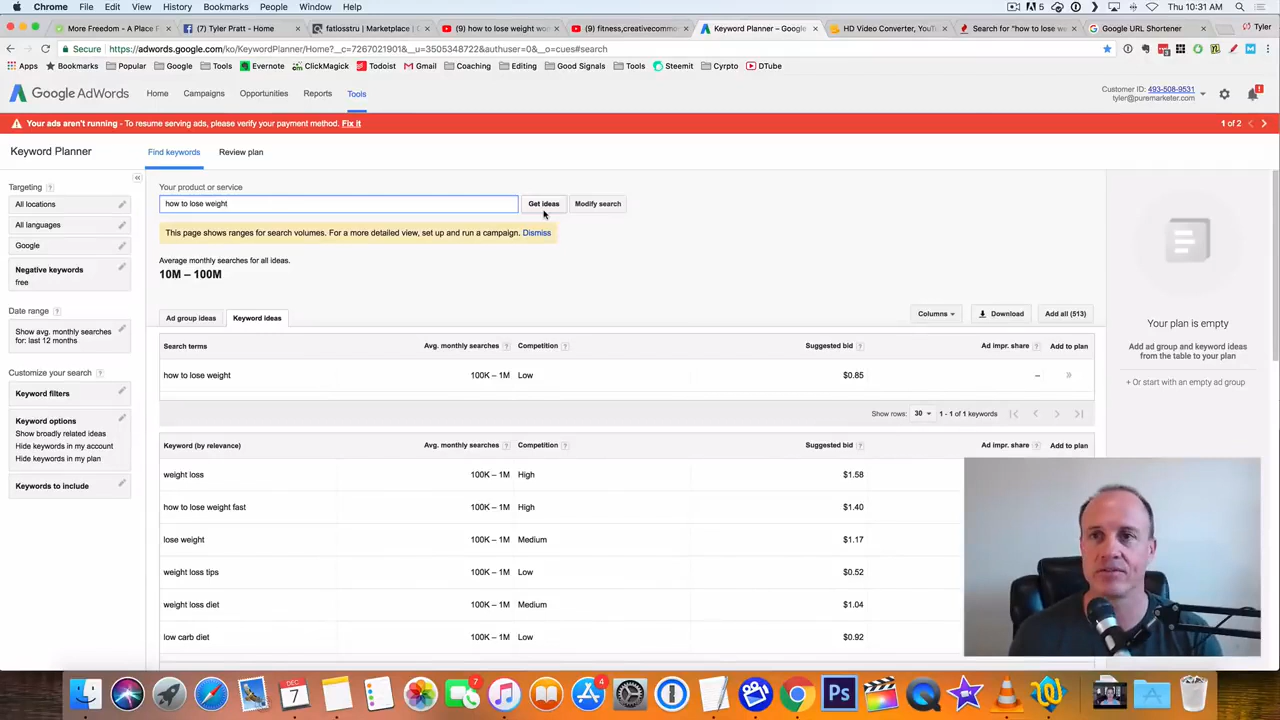 Chrome File Edit View History Bookmarks People Window Help
5 Thu 10:31 AM
More Freedom - A Place F
(7) Tyler Pratt - Home
fatlosstru | Marketplace | C
(9) how to lose weight wo
(9) fitness,creativecommo
Keyword Planner – Google
HD Video Converter, YouT
Search for "how to lose we
Google URL Shortener
Tyler
Secure https://adwords.google.com/ko/KeywordPlanner/Home?__c=7267021901&__u=3505348722&authuser=0&__o=cues#search
Apps Bookmarks Popular Google Tools Evernote ClickMagick Todoist Gmail Coaching Editing Good Signals Tools Steemit Cyrpto DTube
Google AdWords
Home Campaigns Opportunities Reports Tools
Customer ID: 493-508-9531
tyler@puremarketer.com
Your ads aren't running - To resume serving ads, please verify your payment method. Fix it
1 of 2
Keyword Planner
Find keywords Review plan
Targeting ?
All locations
All languages
Google
Negative keywords
free
Date range ?
Show avg. monthly searches
for: last 12 months
Customize your search ?
Keyword filters
Keyword options
Show broadly related ideas
Hide keywords in my account
Hide keywords in my plan
Keywords to include
Your product or service
how to lose weight
Get ideas
Modify search
This page shows ranges for search volumes. For a more detailed view, set up and run a campaign. Dismiss
Average monthly searches for all ideas.
10M – 100M
Ad group ideas Keyword ideas
Columns
Download
Add all (513)
Search terms Avg. monthly searches ? Competition ? Suggested bid ? Ad impr. share ? Add to plan
how to lose weight 100K – 1M Low $0.85 – »
Show rows: 30 1 - 1 of 1 keywords
Keyword (by relevance) Avg. monthly searches ? Competition ? Suggested bid ? Ad impr. share ? Add to plan
weight loss 100K – 1M High $1.58
how to lose weight fast 100K – 1M High $1.40
lose weight 100K – 1M Medium $1.17
weight loss tips 100K – 1M Low $0.52
weight loss diet 100K – 1M Medium $1.04
low carb diet 100K – 1M Low $0.92
Your plan is empty
Add ad group and keyword ideas
from the table to your plan
+ Or start with an empty ad group
DEC
7
7
4
Ps